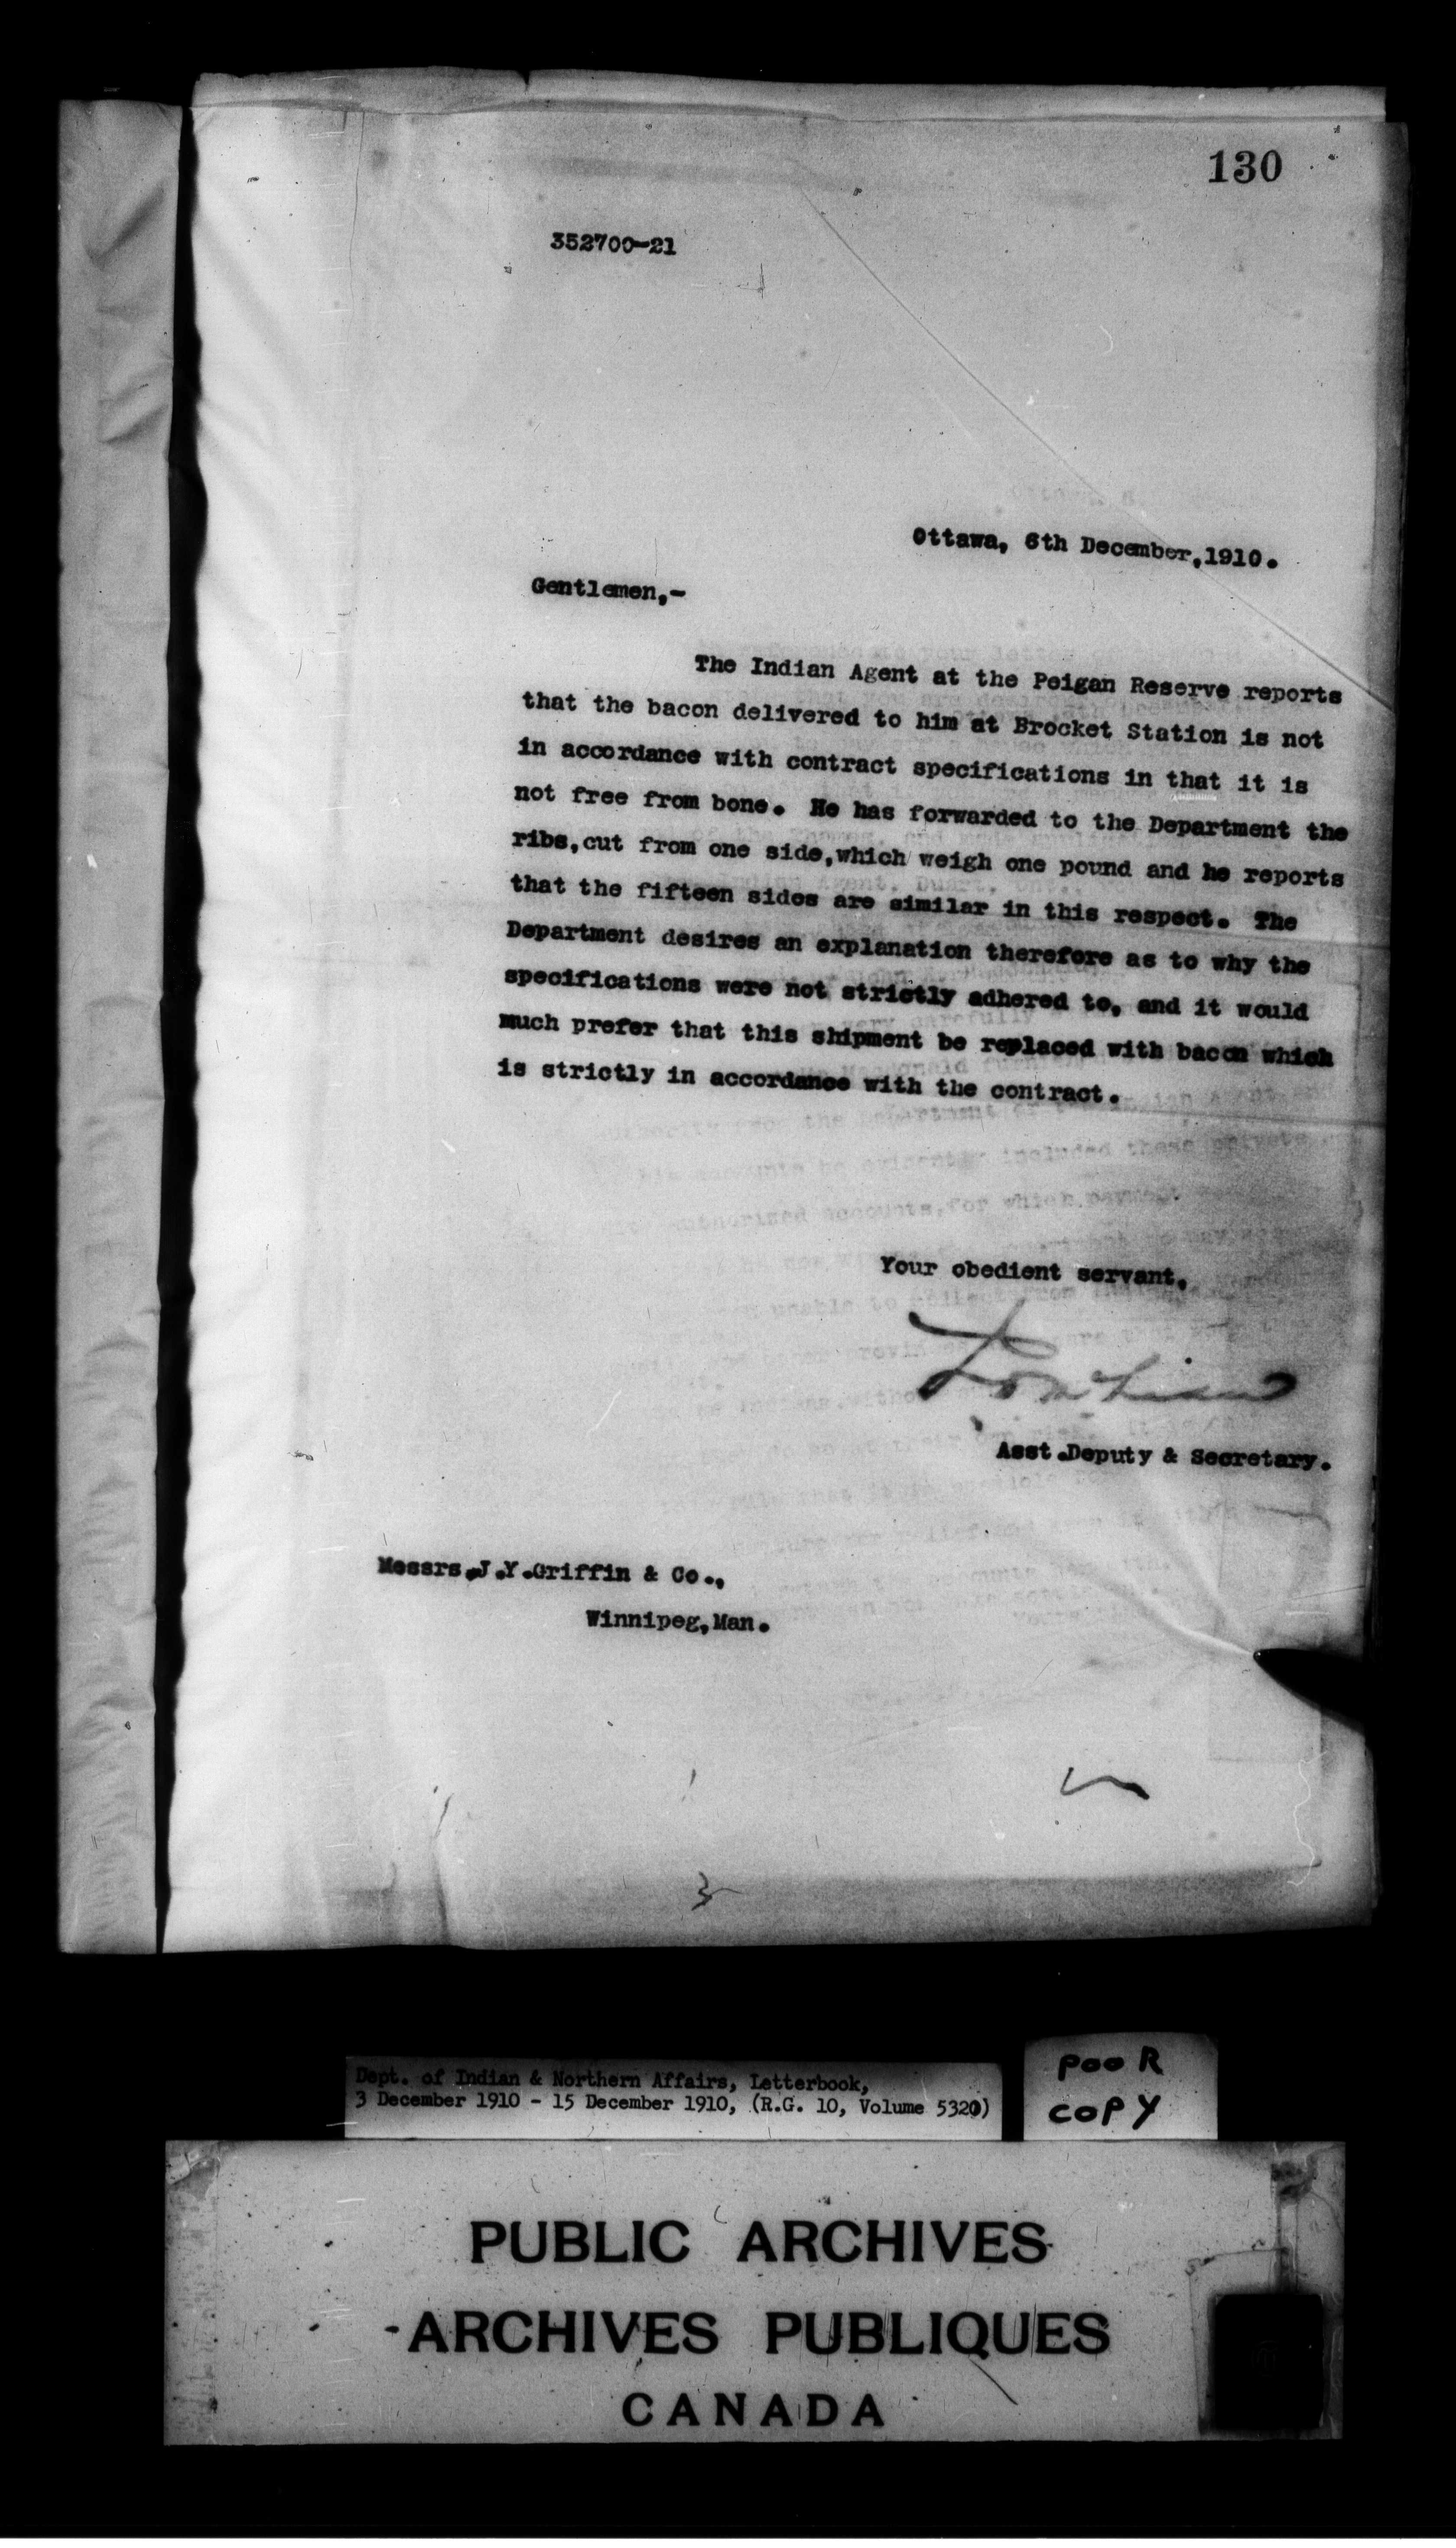 130
352700-21
Ottawa, 6th December,1910.
Gentlemen,-
The Indian Agent at the Peigan Reserve reports
that the bacon delivered to him at Brocket Station is not
in accordance with contract specifications in that it is
not free from bone. He has forwarded to the Department the
ribs,cut from one side,which weigh one pound and he reports
that the fifteen sides are similar in this respect. The
Department desires an explanation therefore as to why the
specifications were not strictly adhered to, and it would
much prefer that this shipment be replaced with bacon which
is strictly in accordance with the contract.
Your obedient servant,
Asst.Deputy & Secretary.
Messrs.J.Y.Griffin & Co.,
Winnipeg,Man.
Dept. of Indian & Northern Affairs, Letterbook,
3 December 1910 - 15 December 1910, (R.G. 10, Volume 5320)
POOR
COPY
PUBLIC ARCHIVES
ARCHIVES PUBLIQUES
CANADA